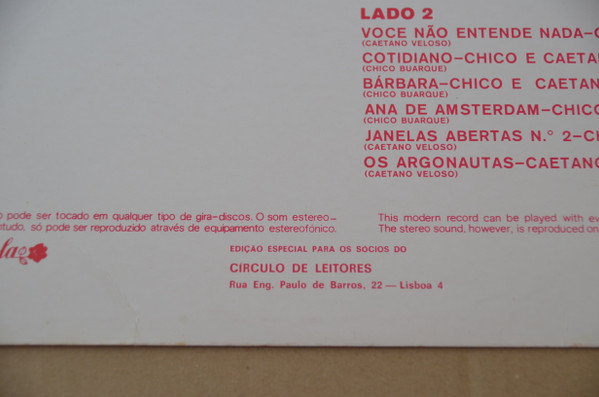 LADO 2
VOCE NÃO ENTENDE NADA-C
(CAETANO VELOSO)
COTIDIANO-CHICO E CAETA
(CHICO BUARQUE)
BÁRBARA-CHICO E CAETAN
(CHICO BUARQUE)
ANA DE AMSTERDAM-CHICO
(CHICO BUARQUE)
JANELAS ABERTAS N.º 2-CH
(CAETANO VELOSO)
OS ARGONAUTAS-CAETANO
(CAETANO VELOSO)
o pode ser tocado em qualquer tipo de gira-discos. O som estereo-
ntudo, só pode ser reproduzido através de equipamento estereofónico.
This modern record can be played with ev
The stereo sound, however, is reproduced on
la
EDIÇÃO ESPECIAL PARA OS SOCIOS DO
CIRCULO DE LEITORES
Rua Eng. Paulo de Barros, 22 — Lisboa 4